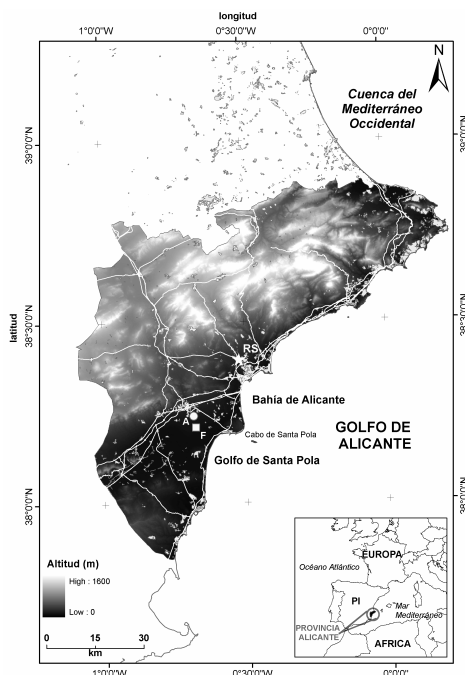 longitud
1°0'0"W
0°30'0"W
0°0'0"
N
Cuenca del
Mediterráneo
Occidental
39°0'0"N
39°0'0"N
latitud
38°30'0"N
38°30'0"N
RS
Bahía de Alicante
A
F
GOLFO DE
ALICANTE
Cabo de Santa Pola
Golfo de Santa Pola
38°0'0"N
38°0'0"N
Altitud (m)
High : 1600
Low : 0
0
15
30
km
EUROPA
Océano Atlántico
PI
Mar
Mediterráneo
PROVINCIA
ALICANTE
AFRICA
1°0'0"W
0°30'0"W
0°0'0"